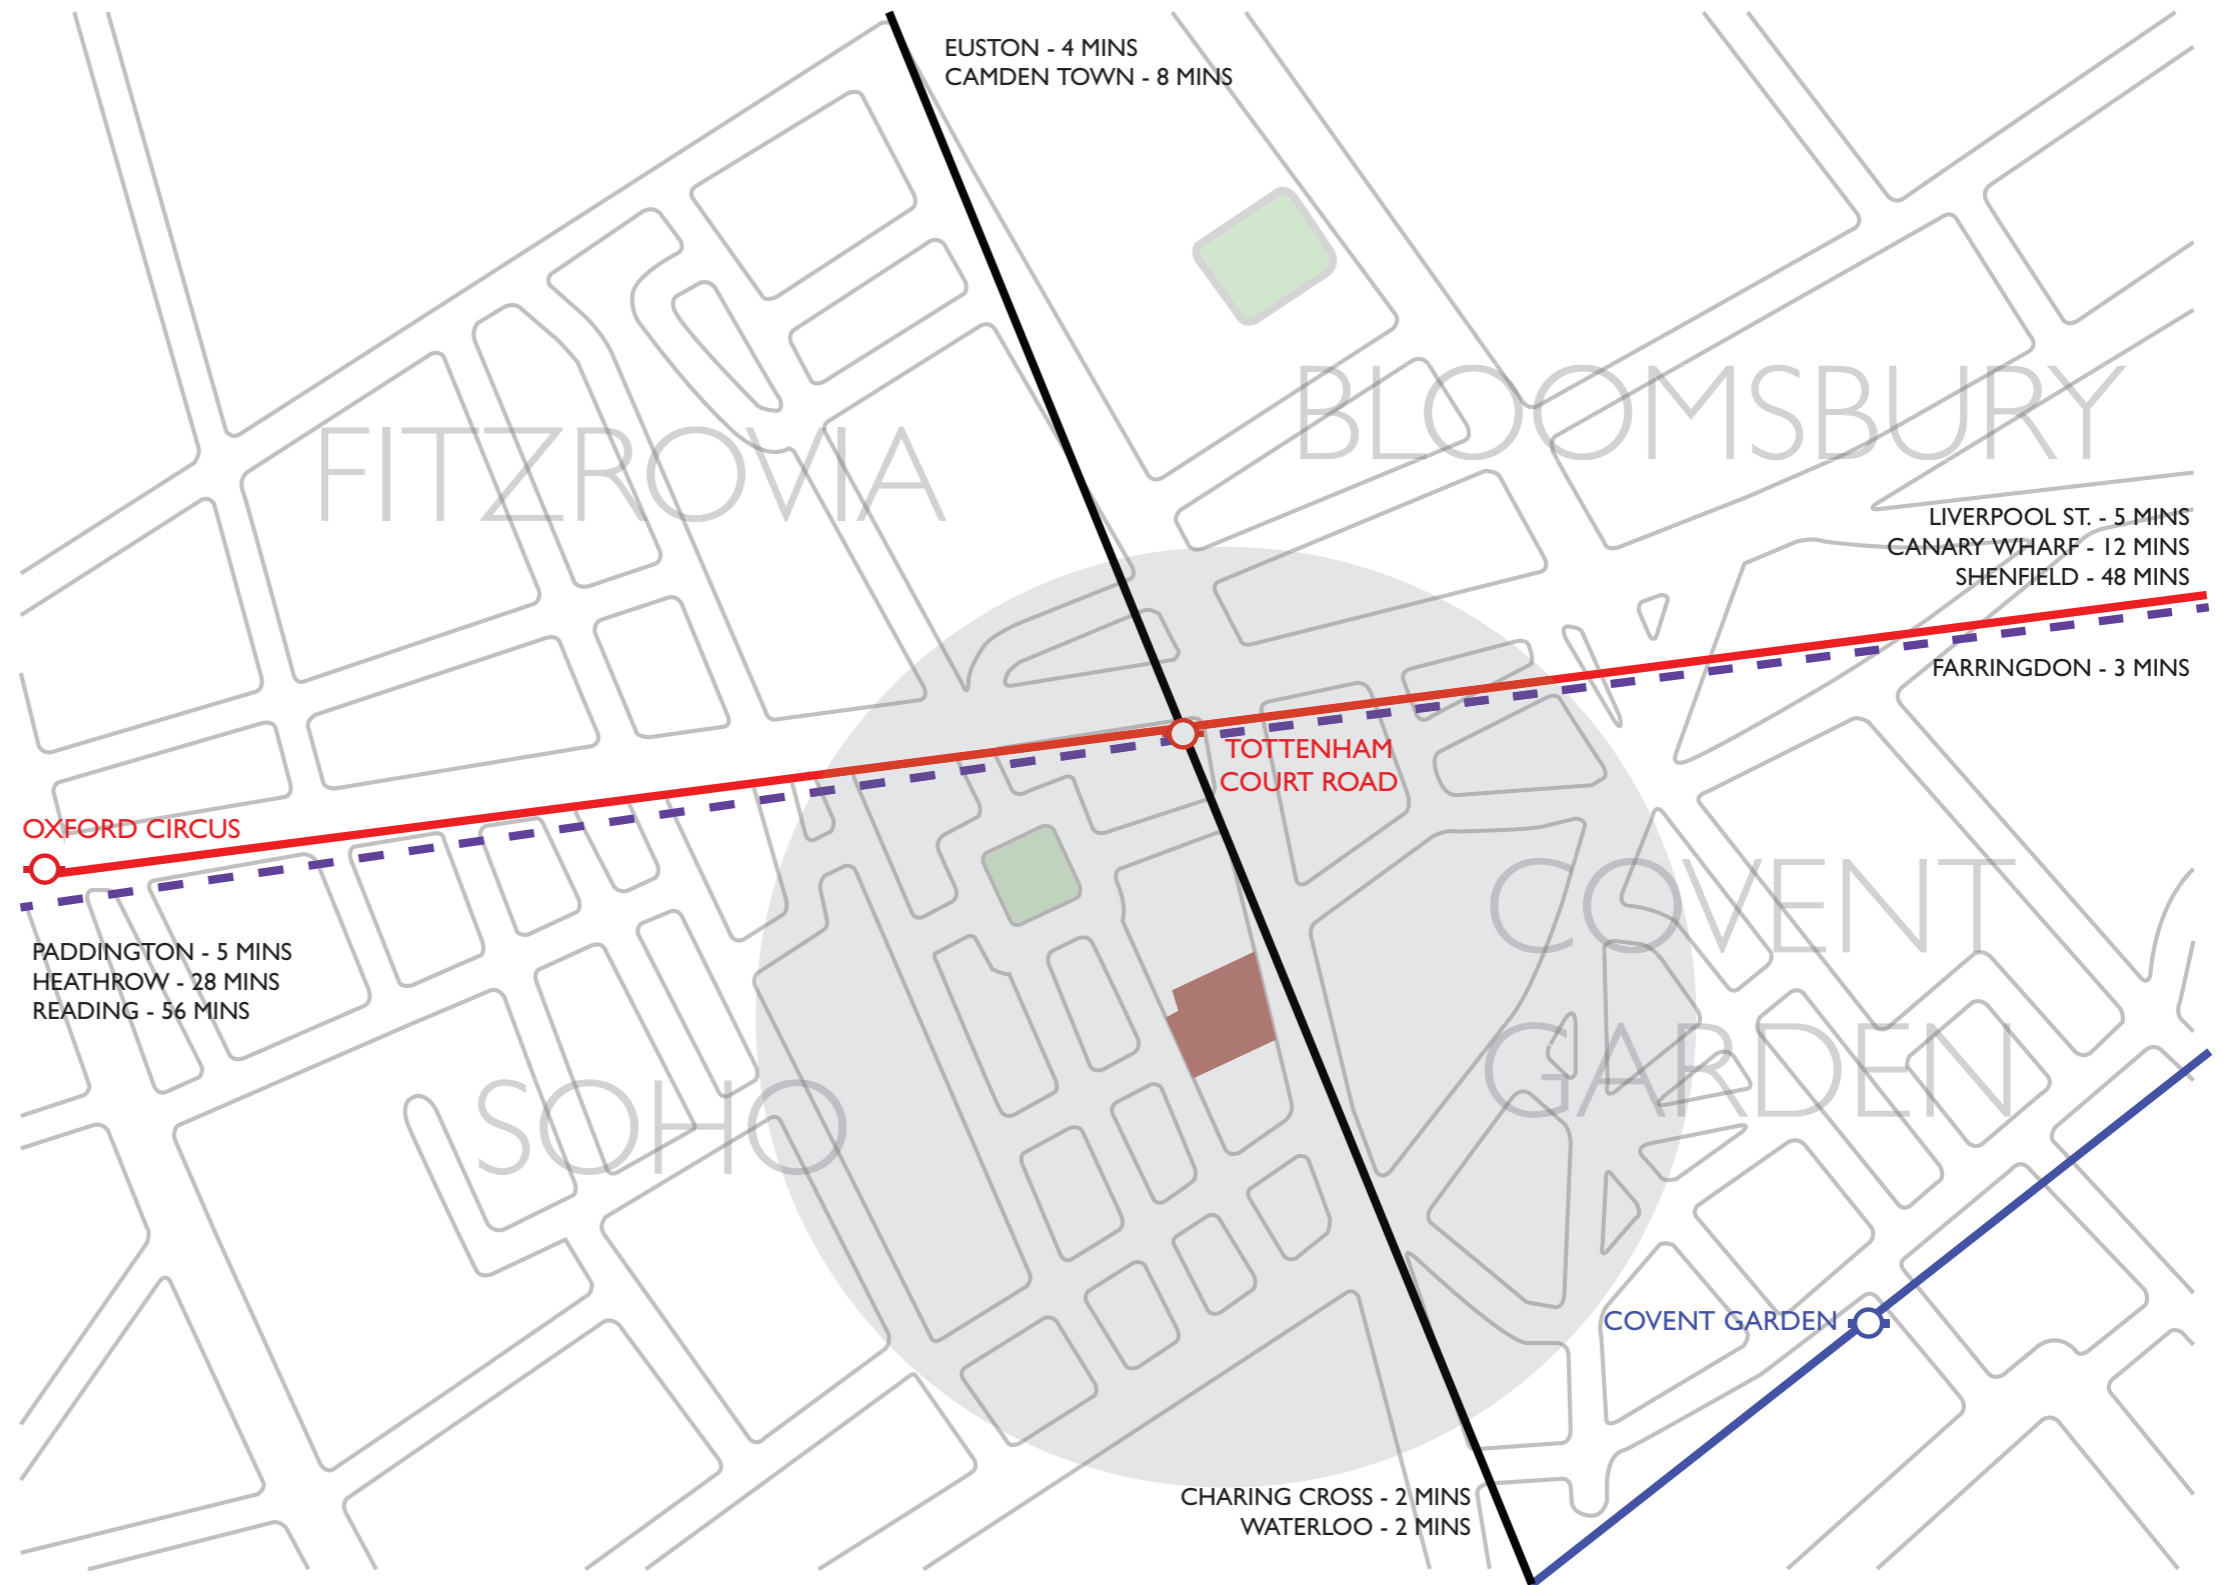 EUSTON - 4 MINS
CAMDEN TOWN - 8 MINS
BLOOMSBURY
FITZROVIA
LIVERPOOL ST. - 5 MINS
CANARY WHARF - 12 MINS
SHENFIELD - 48 MINS
FARRINGDON - 3 MINS
TOTTENHAM
COURT ROAD
OXFORD CIRCUS
PADDINGTON - 5 MINS
HEATHROW - 28 MINS
READING - 56 MINS
COVENT
GARDEN
SOHO
COVENT GARDEN
CHARING CROSS - 2 MINS
WATERLOO - 2 MINS